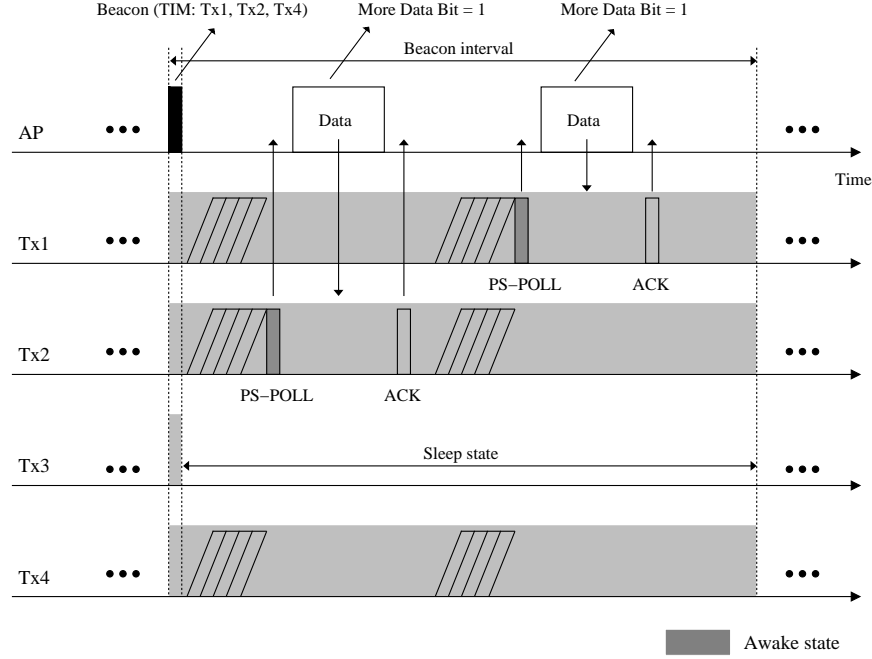 Beacon (TIM: Tx1, Tx2, Tx4)
More Data Bit = 1
More Data Bit = 1
Beacon interval
AP
Data
Data
Time
Tx1
PS−POLL
ACK
Tx2
PS−POLL
ACK
Tx3
Sleep state
Tx4
Awake state